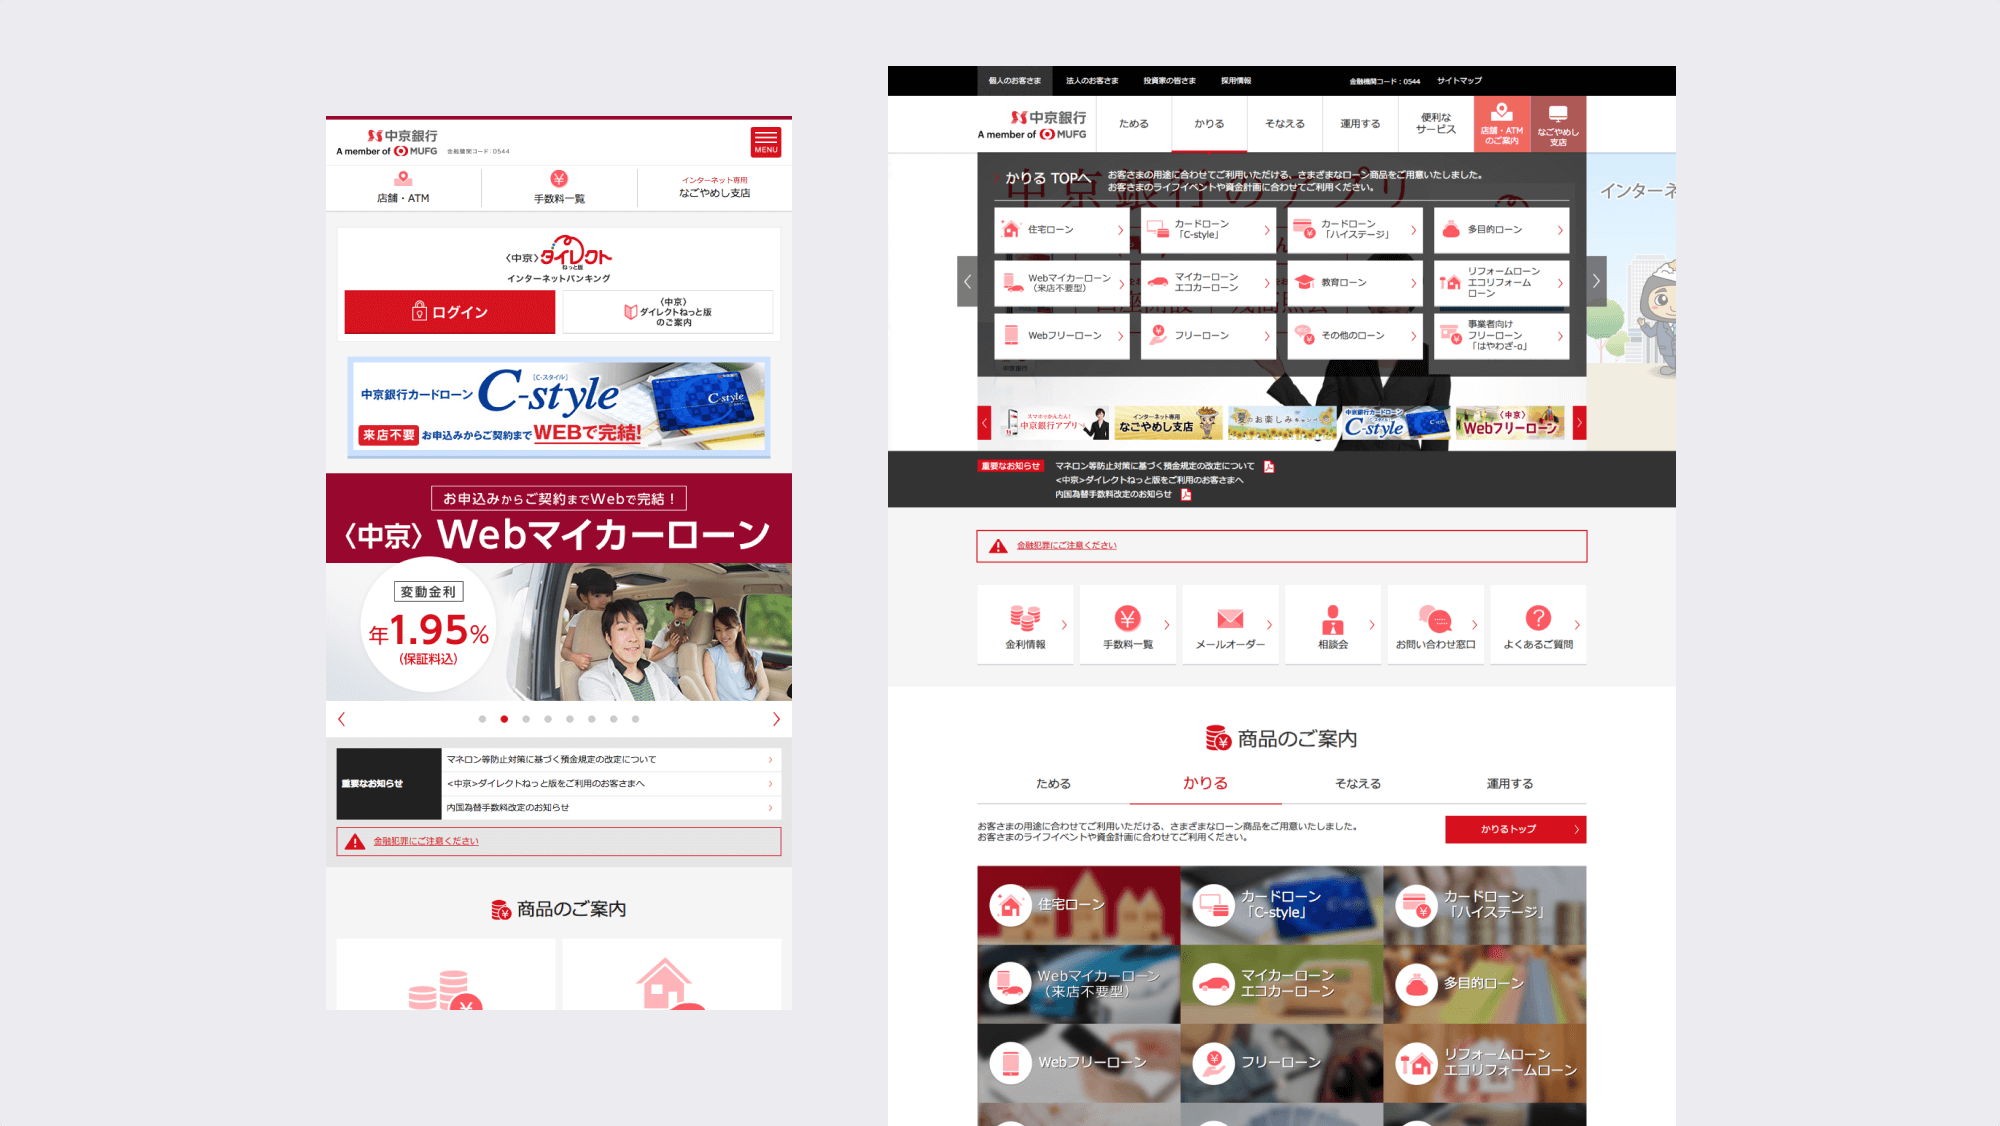 中京銀行
A member of MUFG
金融機関コード：0544
MENU
店舗・ATM
手数料一覧
インターネット専用
なごやめし支店
〈中京〉ダイレクト
ねっと版
インターネットバンキング
ログイン
〈中京〉
ダイレクトねっと版
のご案内
中京銀行カードローン
[C-スタイル]
C-style
来店不要 お申込みからご契約まで WEBで完結!
お申込みからご契約までWebで完結！
〈中京〉Webマイカーローン
変動金利
年1.95%
(保証料込)
重要なお知らせ
マネロン等防止対策に基づく預金規定の改定について
<中京>ダイレクトねっと版をご利用のお客さまへ
内国為替手数料改定のお知らせ
金融犯罪にご注意ください
商品のご案内
個人のお客さま
法人のお客さま
投資家の皆さま
採用情報
金融機関コード：0544
サイトマップ
中京銀行
A member of MUFG
ためる
かりる
そなえる
運用する
便利な
サービス
店舗・ATM
のご案内
なごやめし
支店
かりる TOPへ
お客さまの用途に合わせてご利用いただける、さまざまなローン商品をご用意いたしました。
お客さまのライフイベントや資金計画に合わせてご利用ください。
インターネ
住宅ローン
カードローン
「C-style」
カードローン
「ハイステージ」
多目的ローン
Webマイカーローン
（来店不要型）
マイカーローン
エコカーローン
教育ローン
リフォームローン
エコリフォーム
ローン
Webフリーローン
フリーローン
その他のローン
事業者向け
フリーローン
「はやわざ-α」
スマホでかんたん!
中京銀行アプリ
インターネット専用
なごやめし支店
夏のお楽しみキャンペーン
中京銀行カードローン
C-style
〈中京〉
Webフリーローン
重要なお知らせ
マネロン等防止対策に基づく預金規定の改定について
<中京>ダイレクトねっと版をご利用のお客さまへ
内国為替手数料改定のお知らせ
金融犯罪にご注意ください
金利情報
手数料一覧
メールオーダー
相談会
お問い合わせ窓口
よくあるご質問
商品のご案内
ためる
かりる
そなえる
運用する
お客さまの用途に合わせてご利用いただける、さまざまなローン商品をご用意いたしました。
お客さまのライフイベントや資金計画に合わせてご利用ください。
かりるトップ
住宅ローン
カードローン
「C-style」
カードローン
「ハイステージ」
Webマイカーローン
（来店不要型）
マイカーローン
エコカーローン
多目的ローン
Webフリーローン
フリーローン
リフォームローン
エコリフォームローン